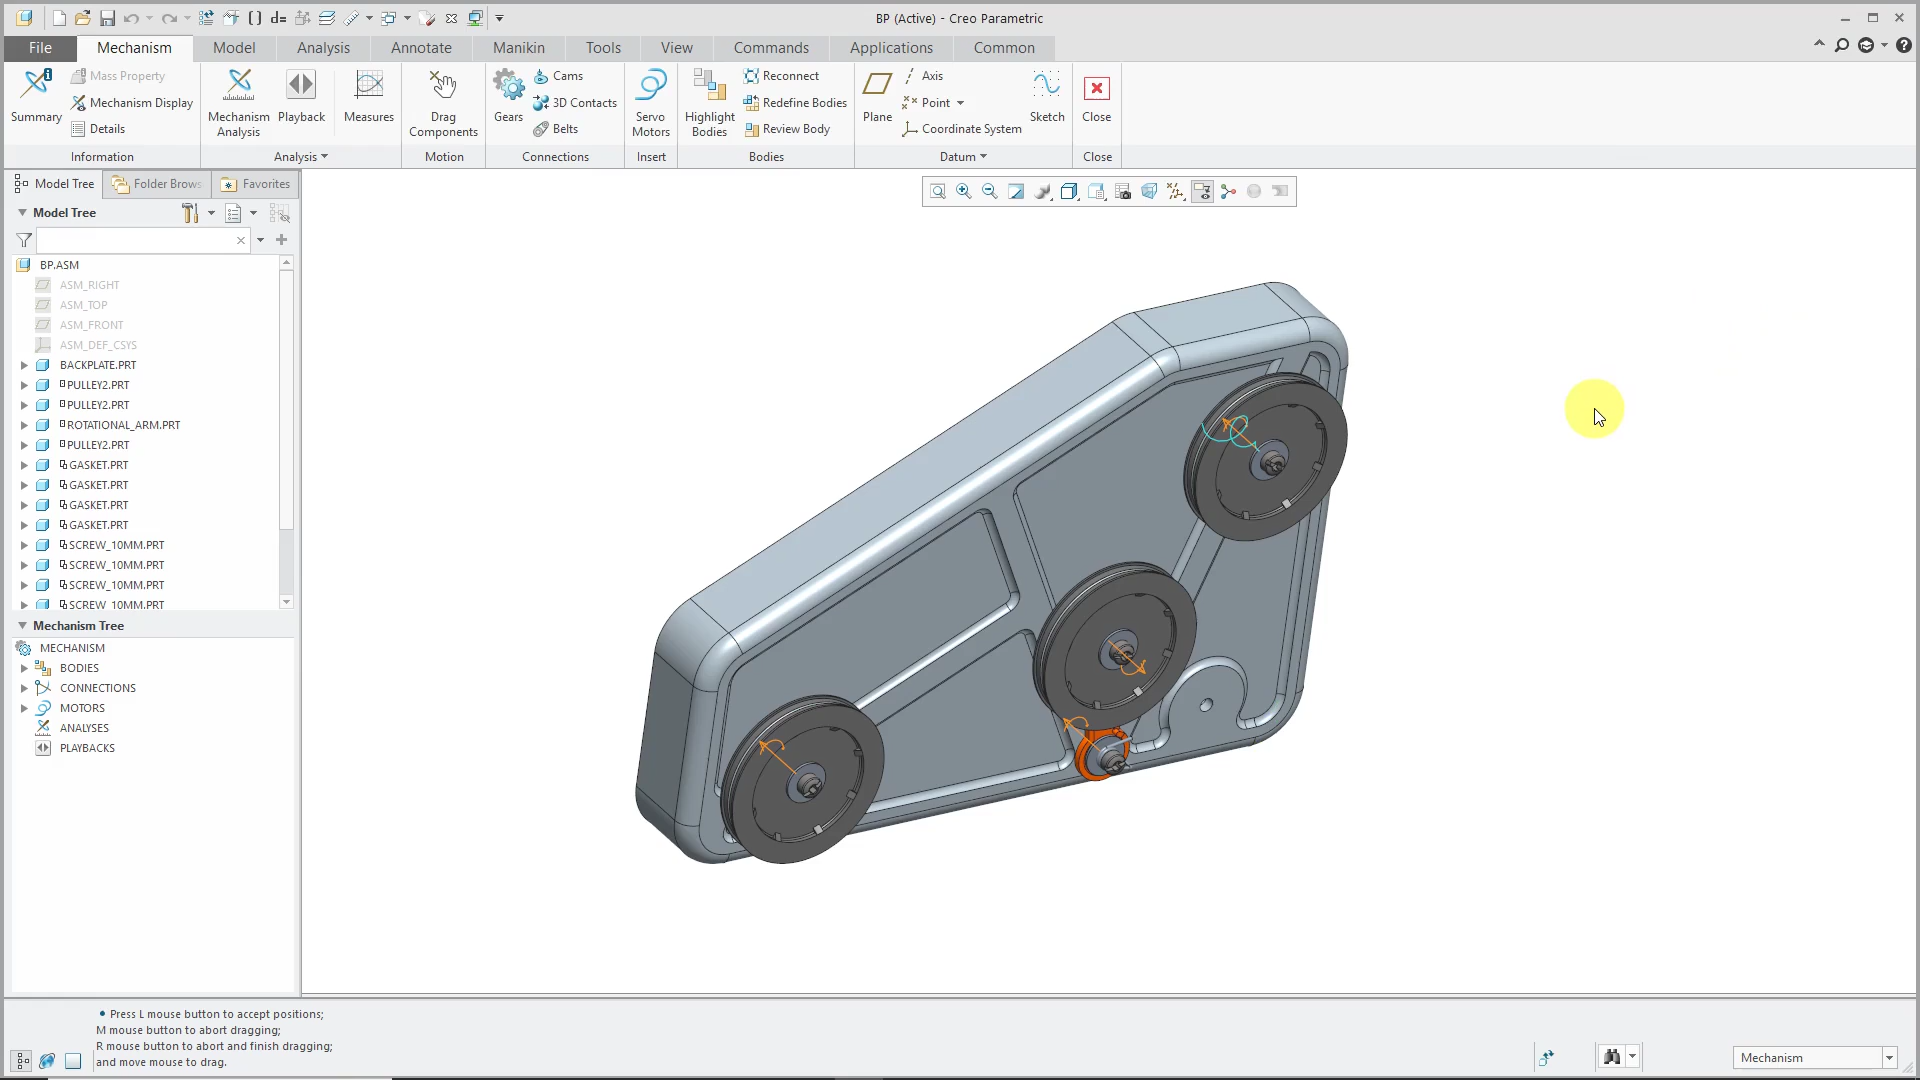 BP (Active) - Creo Parametric
File Mechanism Model Analysis Annotate Manikin Tools View Commands Applications Common
Summary
Mass Property
Mechanism Display
Details
Information
Mechanism Analysis
Playback
Measures
Analysis
Drag Components
Motion
Gears
Cams
3D Contacts
Belts
Connections
Servo Motors
Insert
Highlight Bodies
Reconnect
Redefine Bodies
Review Body
Bodies
Plane
Axis
Point
Coordinate System
Sketch
Datum
Close
Close
Model Tree Folder Brows Favorites
Model Tree
BP.ASM
ASM_RIGHT
ASM_TOP
ASM_FRONT
ASM_DEF_CSYS
BACKPLATE.PRT
PULLEY2.PRT
PULLEY2.PRT
ROTATIONAL_ARM.PRT
PULLEY2.PRT
GASKET.PRT
GASKET.PRT
GASKET.PRT
GASKET.PRT
SCREW_10MM.PRT
SCREW_10MM.PRT
SCREW_10MM.PRT
SCREW_10MM.PRT
Mechanism Tree
MECHANISM
BODIES
CONNECTIONS
MOTORS
ANALYSES
PLAYBACKS
• Press L mouse button to accept positions;
M mouse button to abort dragging;
R mouse button to abort and finish dragging;
and move mouse to drag.
Mechanism